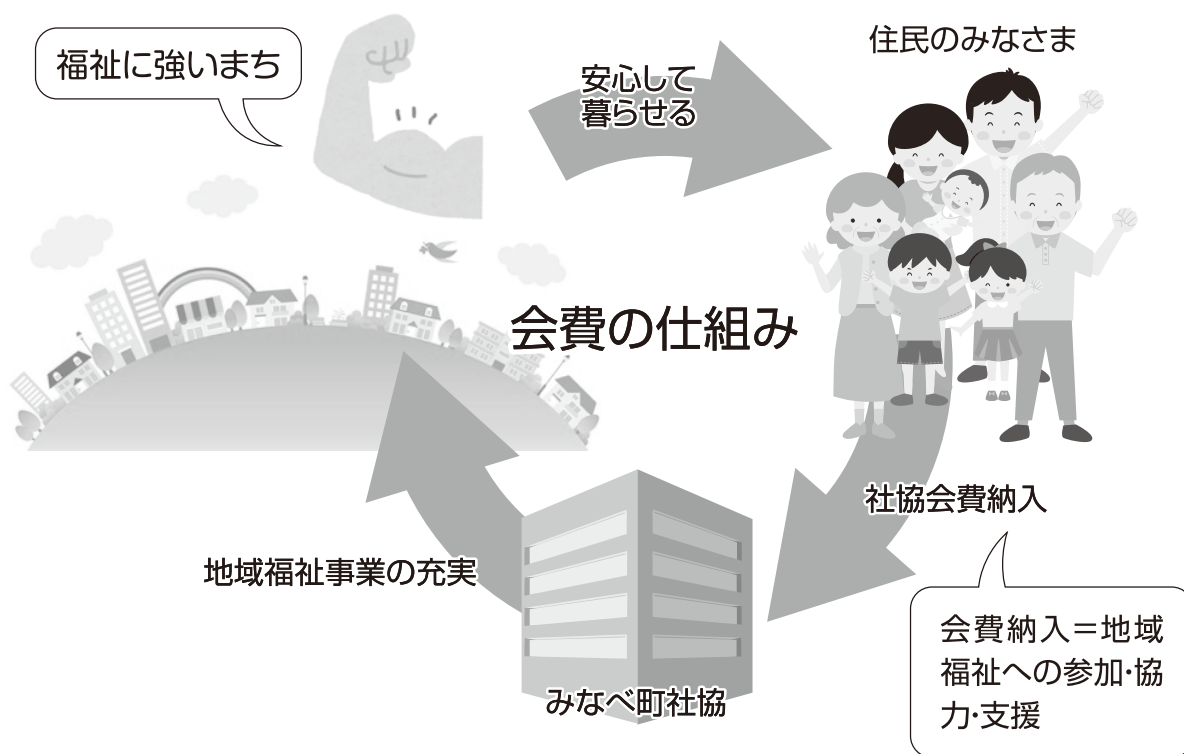 福祉に強いまち
安心して
暮らせる
住民のみなさま
会費の仕組み
社協会費納入
地域福祉事業の充実
会費納入＝地域
福祉への参加・協
力・支援
みなべ町社協